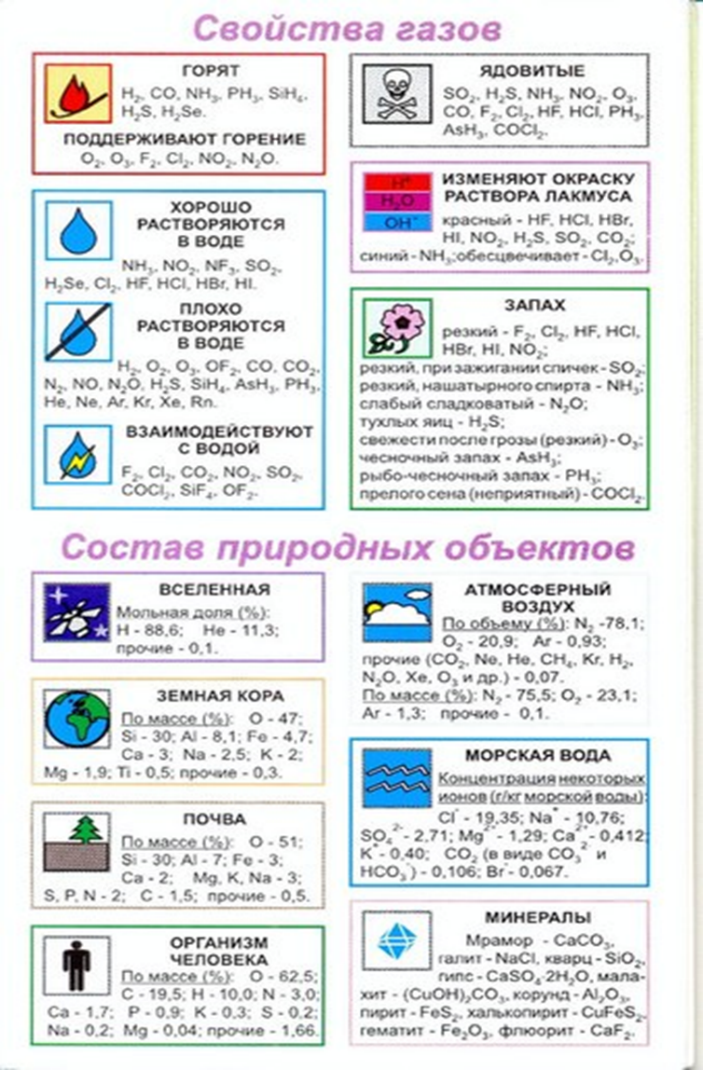 Свойства газов
ГОРЯТ
H₂, CO, NH₃, PH₃, SiH₄,
H₂S, H₂Se.
ПОДДЕРЖИВАЮТ ГОРЕНИЕ
O₂, O₃, F₂, Cl₂, NO₂, N₂O.
ХОРОШО
РАСТВОРЯЮТСЯ
В ВОДЕ
NH₃, NO₂, NF₃, SO₂,
H₂Se, Cl₂, HF, HCl, HBr, HI.
ПЛОХО
РАСТВОРЯЮТСЯ
В ВОДЕ
H₂, O₂, O₃, OF₂, CO, CO₂,
N₂, NO, N₂O, H₂S, SiH₄, AsH₃, PH₃,
He, Ne, Ar, Kr, Xe, Rn.
ВЗАИМОДЕЙСТВУЮТ
С ВОДОЙ
F₂, Cl₂, CO₂, NO₂, SO₂,
COCl₂, SiF₄, OF₂.
ЯДОВИТЫЕ
SO₂, H₂S, NH₃, NO₂, O₃,
CO, F₂, Cl₂, HF, HCl, PH₃,
AsH₃, COCl₂.
H⁺
H₂O
OH⁻
ИЗМЕНЯЮТ ОКРАСКУ
РАСТВОРА ЛАКМУСА
красный - HF, HCl, HBr,
HI, NO₂, H₂S, SO₂, CO₂;
синий - NH₃; обесцвечивает - Cl₂, O₃.
ЗАПАХ
резкий - F₂, Cl₂, HF, HCl,
HBr, HI, NO₂;
резкий, при зажигании спичек - SO₂;
резкий, нашатырного спирта - NH₃;
слабый сладковатый - N₂O;
тухлых яиц - H₂S;
свежести после грозы (резкий) - O₃;
чесночный запах - AsH₃;
рыбо-чесночный запах - PH₃;
прелого сена (неприятный) - COCl₂.
Состав природных объектов
ВСЕЛЕННАЯ
Мольная доля (%):
H - 88,6; He - 11,3;
прочие - 0,1.
ЗЕМНАЯ КОРА
По массе (%): O - 47;
Si - 30; Al - 8,1; Fe - 4,7;
Ca - 3; Na - 2,5; K - 2;
Mg - 1,9; Ti - 0,5; прочие - 0,3.
ПОЧВА
По массе (%): O - 51;
Si - 30; Al - 7; Fe - 3;
Ca - 2; Mg, K, Na - 3;
S, P, N - 2; C - 1,5; прочие - 0,5.
ОРГАНИЗМ
ЧЕЛОВЕКА
По массе (%): O - 62,5;
C - 19,5; H - 10,0; N - 3,0;
Ca - 1,7; P - 0,9; K - 0,3; S - 0,2;
Na - 0,2; Mg - 0,04; прочие - 1,66.
АТМОСФЕРНЫЙ
ВОЗДУХ
По объему (%): N₂ -78,1;
O₂ - 20,9; Ar - 0,93;
прочие (CO₂, Ne, He, CH₄, Kr, H₂,
N₂O, Xe, O₃ и др.) - 0,07.
По массе (%): N₂ - 75,5; O₂ - 23,1;
Ar - 1,3; прочие - 0,1.
МОРСКАЯ ВОДА
Концентрация некоторых
ионов (г/кг морской воды):
Cl⁻ - 19,35; Na⁺ - 10,76;
SO₄²⁻ - 2,71; Mg²⁺ - 1,29; Ca²⁺ - 0,412;
K⁺ - 0,40; CO₂ (в виде CO₃²⁻ и
HCO₃⁻) - 0,106; Br⁻ - 0,067.
МИНЕРАЛЫ
Мрамор - CaCO₃,
галит - NaCl, кварц - SiO₂,
гипс - CaSO₄·2H₂O, мала-
хит - (CuOH)₂CO₃, корунд - Al₂O₃,
пирит - FeS₂, халькопирит - CuFeS₂,
гематит - Fe₂O₃, флюорит - CaF₂.